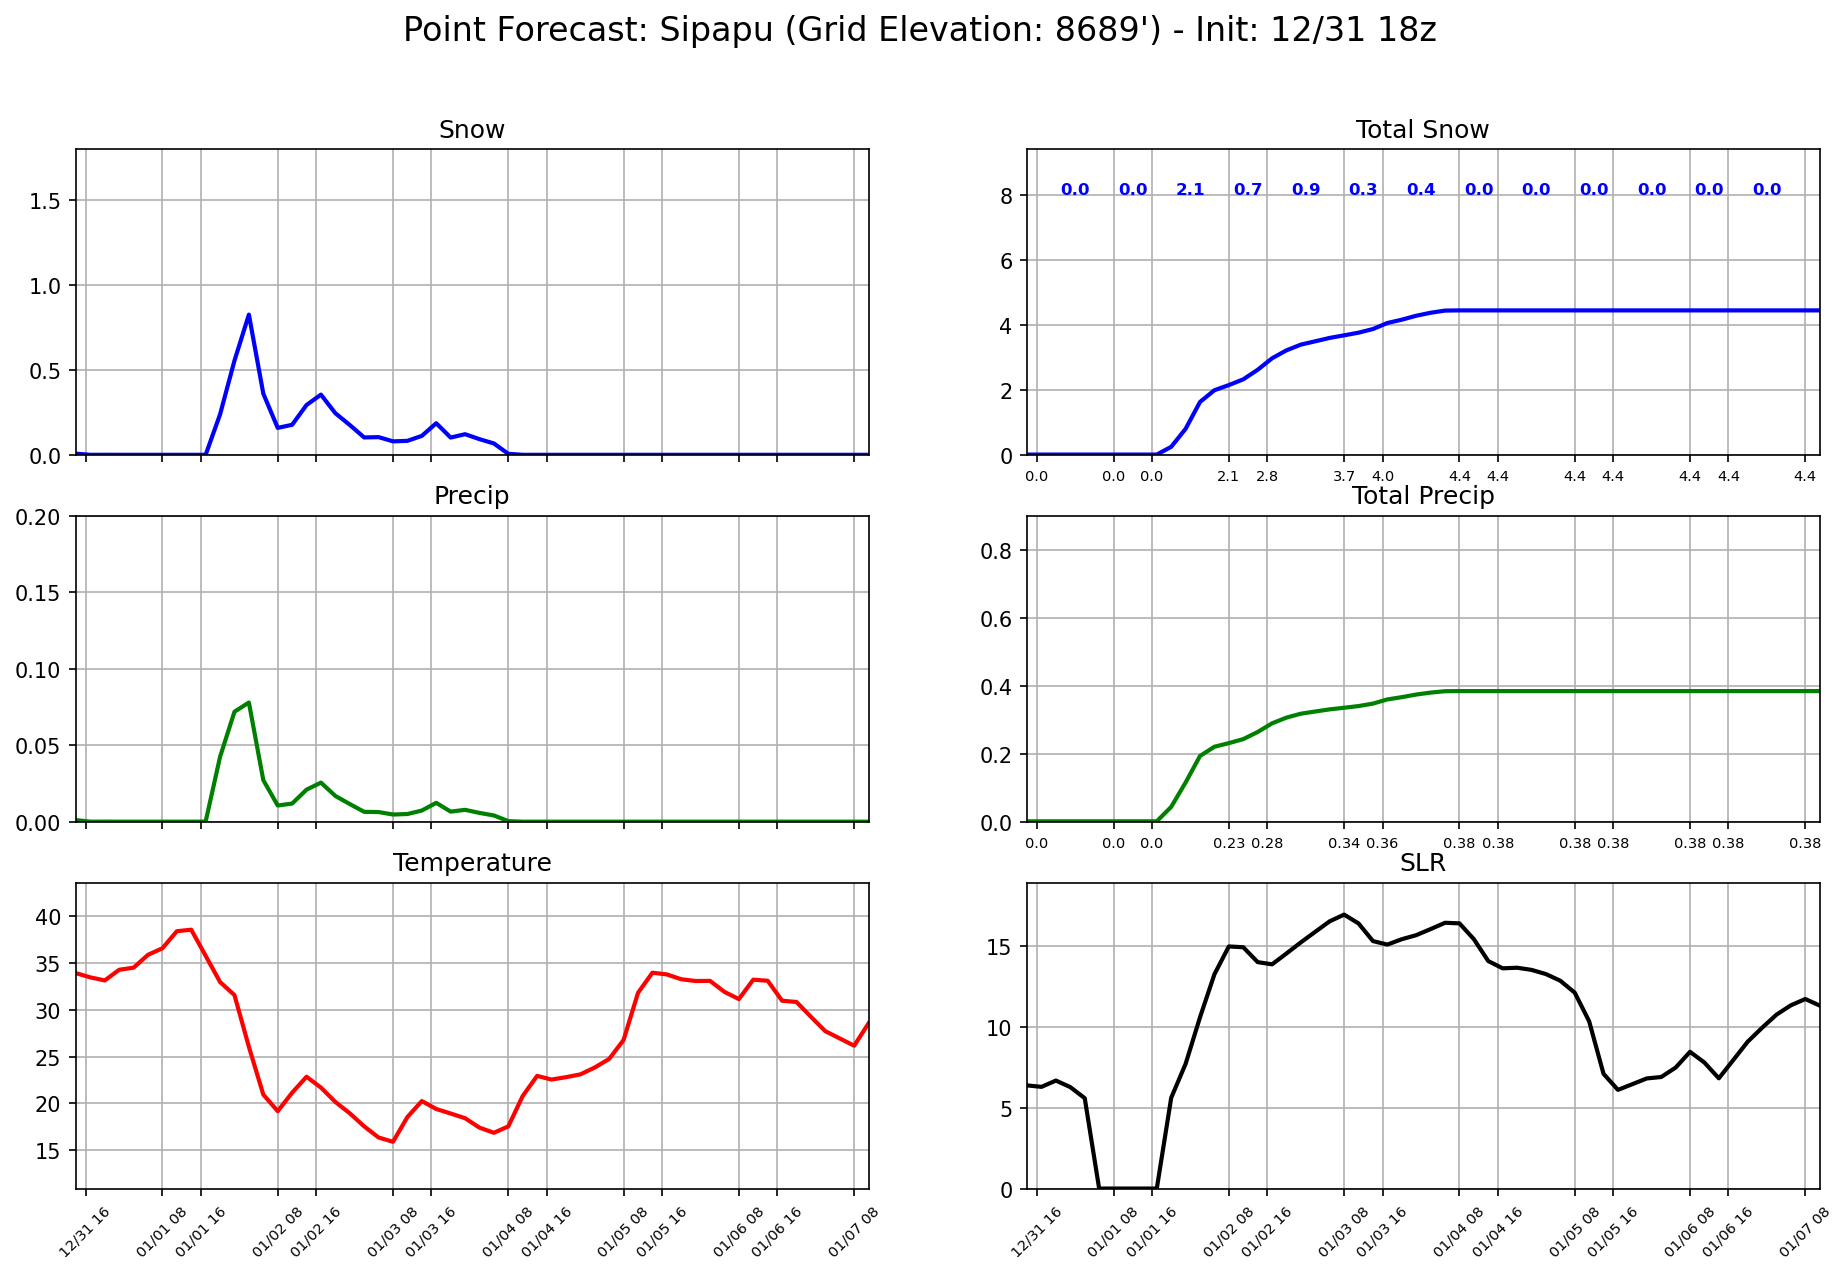 Point Forecast: Sipapu (Grid Elevation: 8689') - Init: 12/31 18z
Snow
1.5
1.0
0.5
0.0
Total Snow
0.0 0.0 2.1 0.7 0.9 0.3 0.4 0.0 0.0 0.0 0.0 0.0 0.0
8
6
4
2
0
0.0 0.0 0.0 2.1 2.8 3.7 4.0 4.4 4.4 4.4 4.4 4.4 4.4 4.4
Precip
0.20
0.15
0.10
0.05
0.00
Total Precip
0.8
0.6
0.4
0.2
0.0
0.0 0.0 0.0 0.23 0.28 0.34 0.36 0.38 0.38 0.38 0.38 0.38 0.38 0.38
Temperature
40
35
30
25
20
15
12/31 16 01/01 08 01/01 16 01/02 08 01/02 16 01/03 08 01/03 16 01/04 08 01/04 16 01/05 08 01/05 16 01/06 08 01/06 16 01/07 08
SLR
15
10
5
0
12/31 16 01/01 08 01/01 16 01/02 08 01/02 16 01/03 08 01/03 16 01/04 08 01/04 16 01/05 08 01/05 16 01/06 08 01/06 16 01/07 08